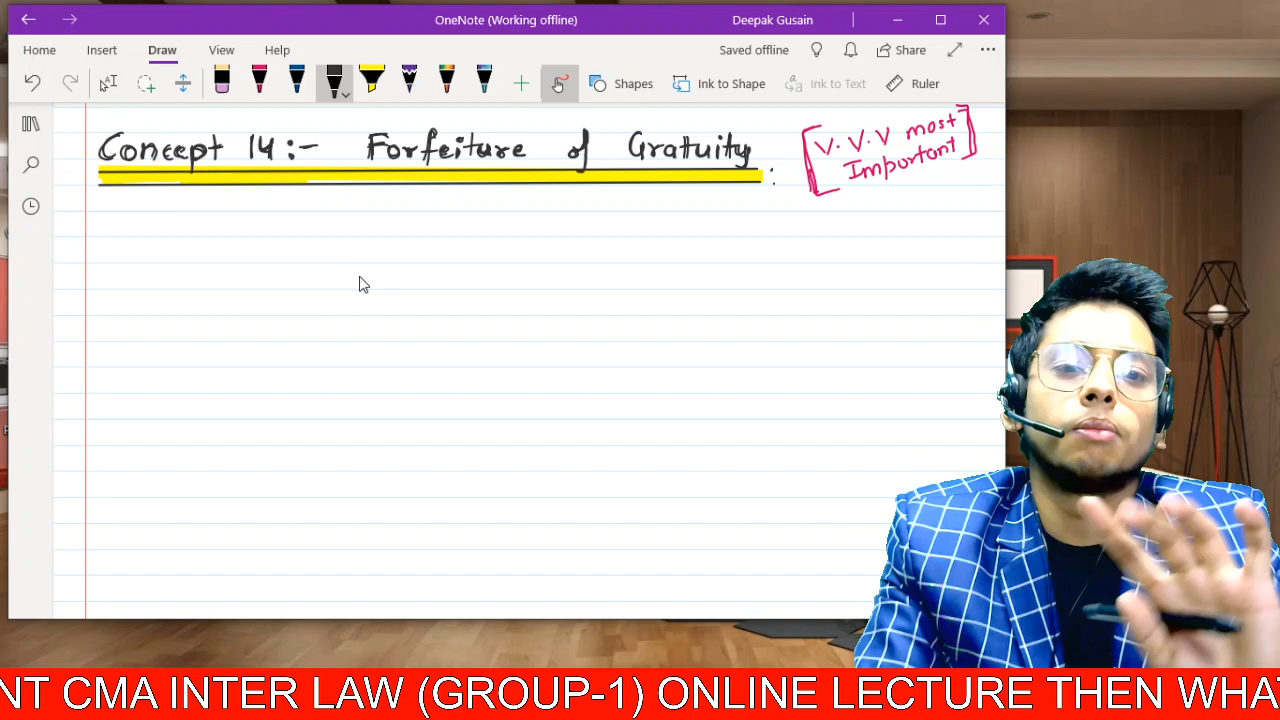 OneNote (Working offline)
Deepak Gusain
Home Insert Draw View Help
Saved offline
Share
Shapes
Ink to Shape
Ink to Text
Ruler
Concept 14:- Forfeiture of Gratuity :
V. V. V most
Important
NT CMA INTER LAW (GROUP-1) ONLINE LECTURE THEN WHA